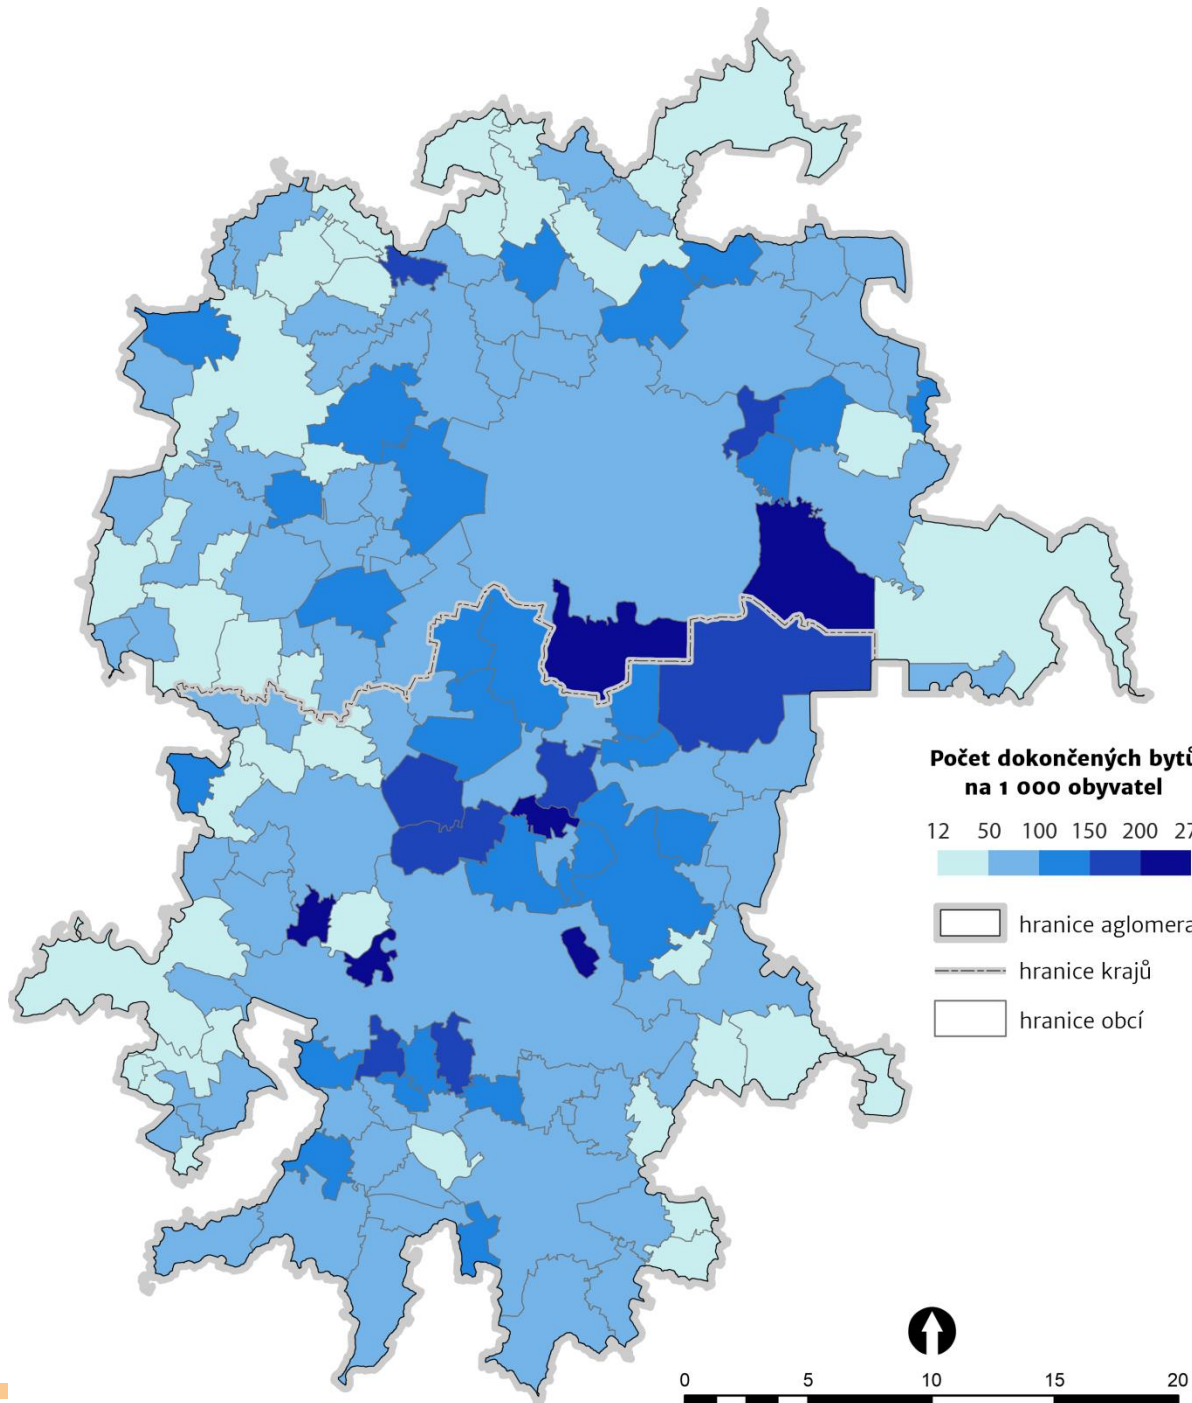 Počet dokončených bytů
na 1 000 obyvatel
12 50 100 150 200 27
hranice aglomera
hranice krajů
hranice obcí
0 5 10 15 20